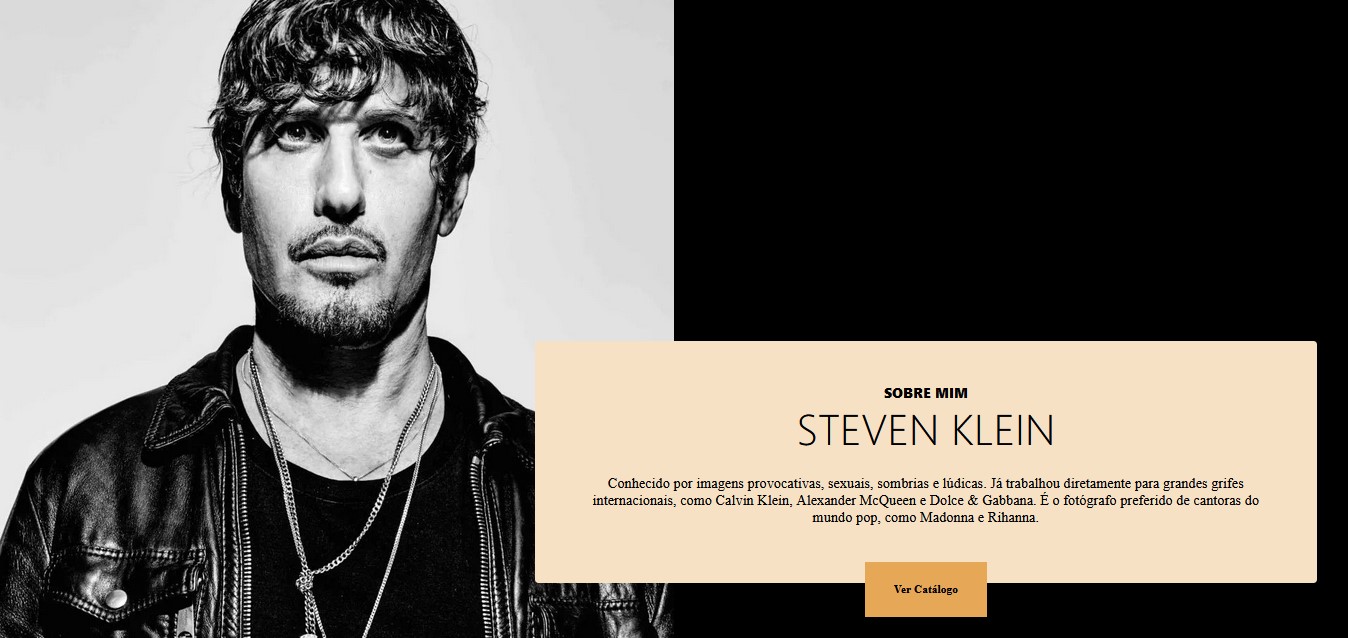 SOBRE MIM
STEVEN KLEIN
Conhecido por imagens provocativas, sexuais, sombrias e lúdicas. Já trabalhou diretamente para grandes grifes
internacionais, como Calvin Klein, Alexander McQueen e Dolce & Gabbana. É o fotógrafo preferido de cantoras do
mundo pop, como Madonna e Rihanna.
Ver Catálogo